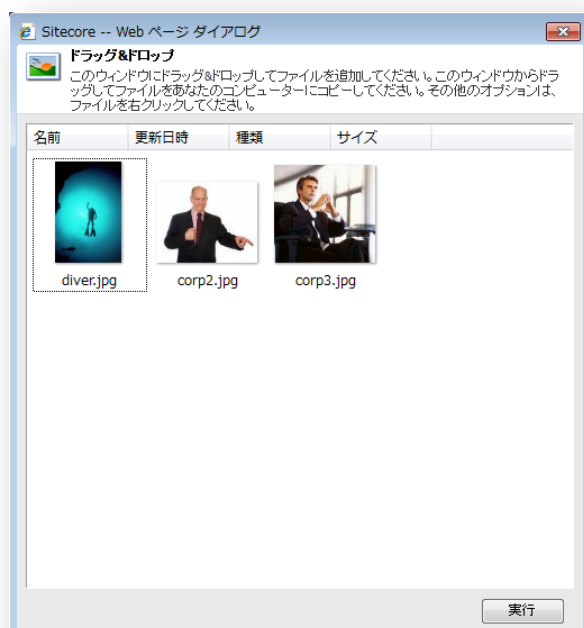 Sitecore -- Web ページ ダイアログ
ドラッグ&ドロップ
このウィンドウにドラッグ&ドロップしてファイルを追加してください。このウィンドウからドラ
ッグしてファイルをあなたのコンピューターにコピーしてください。その他のオプションは、
ファイルを右クリックしてください。
名前 更新日時 種類 サイズ
diver.jpg corp2.jpg corp3.jpg
実行